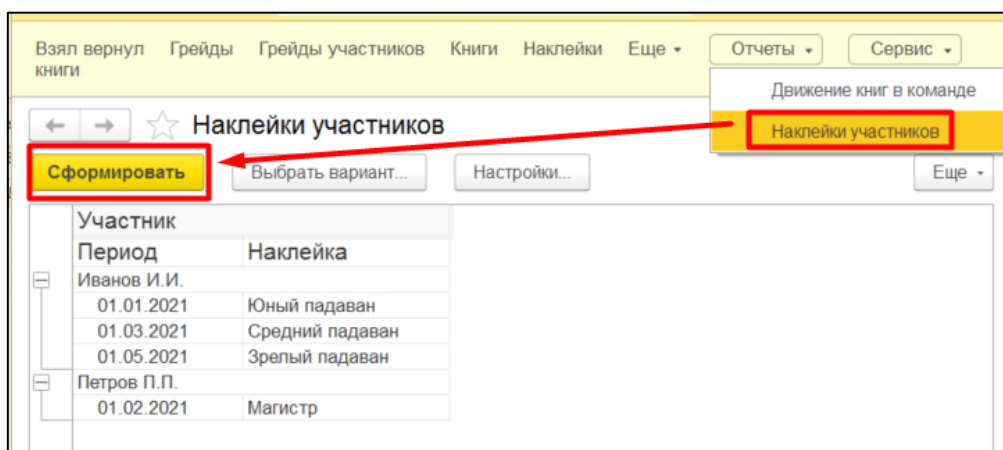 Взял вернул книги Грейды Грейды участников Книги Наклейки Еще Отчеты Сервис
Движение книг в команде
Наклейки участников
Наклейки участников
Сформировать Выбрать вариант... Настройки... Еще
Участник
Период Наклейка
Иванов И.И.
01.01.2021 Юный падаван
01.03.2021 Средний падаван
01.05.2021 Зрелый падаван
Петров П.П.
01.02.2021 Магистр